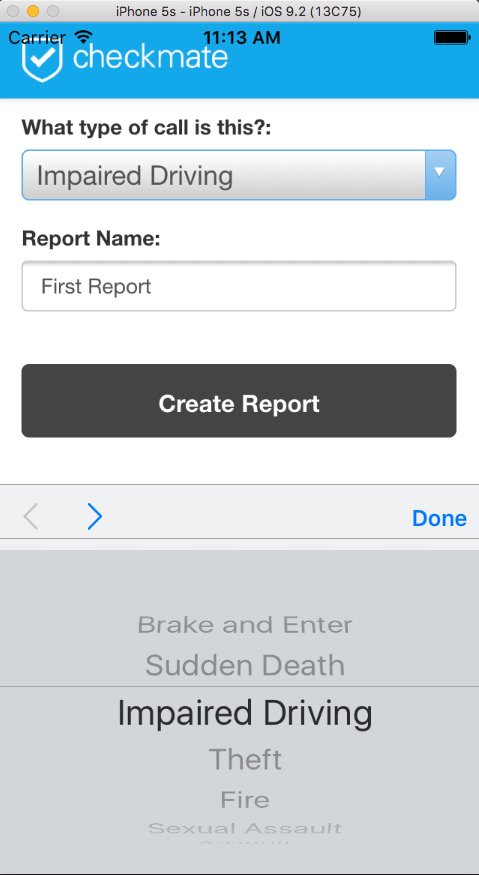 iPhone 5s - iPhone 5s / iOS 9.2 (13C75)
Carrier 11:13 AM
checkmate
What type of call is this?:
Impaired Driving
Report Name:
First Report
Create Report
Done
Brake and Enter
Sudden Death
Impaired Driving
Theft
Fire
Sexual Assault